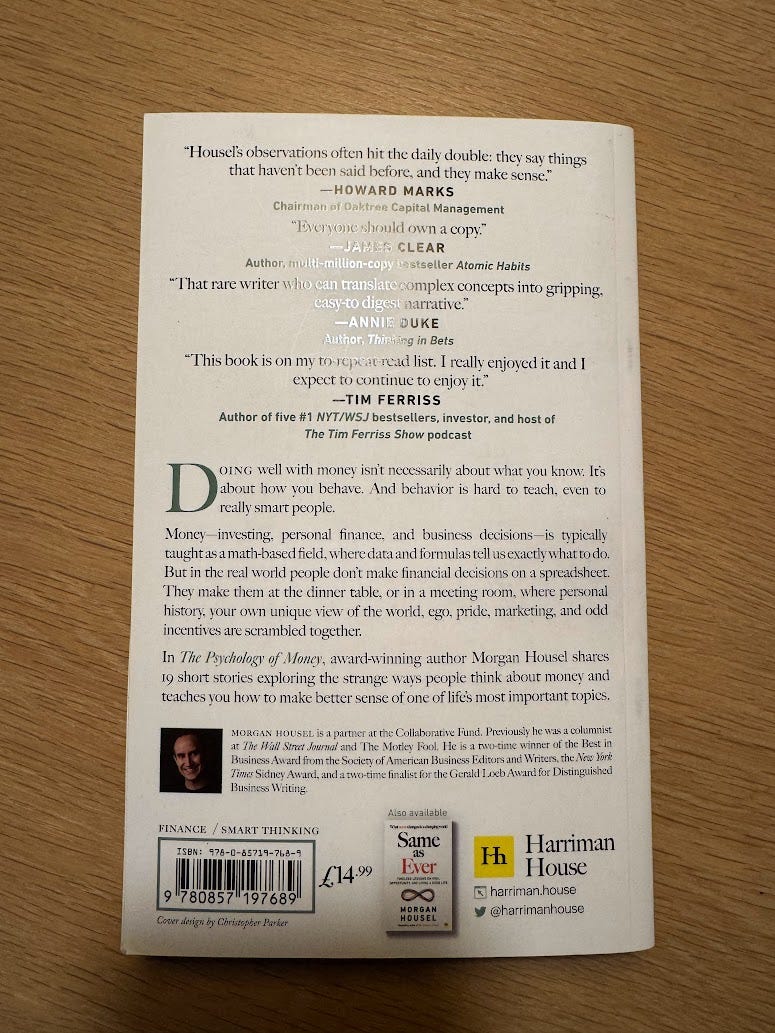 “Housel’s observations often hit the daily double: they say things
that haven’t been said before, and they make sense.”
—HOWARD MARKS
Chairman of Oaktree Capital Management
“Everyone should own a copy.”
—JAMES CLEAR
Author, multi-million-copy bestseller Atomic Habits
“That rare writer who can translate complex concepts into gripping,
easy-to digest narrative.”
—ANNIE DUKE
Author, Thinking in Bets
“This book is on my to-repeat-read list. I really enjoyed it and I
expect to continue to enjoy it.”
—TIM FERRISS
Author of five #1 NYT/WSJ bestsellers, investor, and host of
The Tim Ferriss Show podcast
DOING well with money isn’t necessarily about what you know. It’s
about how you behave. And behavior is hard to teach, even to
really smart people.
Money—investing, personal finance, and business decisions—is typically
taught as a math-based field, where data and formulas tell us exactly what to do.
But in the real world people don’t make financial decisions on a spreadsheet.
They make them at the dinner table, or in a meeting room, where personal
history, your own unique view of the world, ego, pride, marketing, and odd
incentives are scrambled together.
In The Psychology of Money, award-winning author Morgan Housel shares
19 short stories exploring the strange ways people think about money and
teaches you how to make better sense of one of life’s most important topics.
MORGAN HOUSEL is a partner at the Collaborative Fund. Previously he was a columnist
at The Wall Street Journal and The Motley Fool. He is a two-time winner of the Best in
Business Award from the Society of American Business Editors and Writers, the New York
Times Sidney Award, and a two-time finalist for the Gerald Loeb Award for Distinguished
Business Writing.
FINANCE / SMART THINKING
ISBN: 978-0-85719-768-9
9 780857 197689
£14.99
Cover design by Christopher Parker
Also available
Same
as
Ever
MORGAN
HOUSEL
Hh
Harriman
House
harriman.house
@harrimanhouse